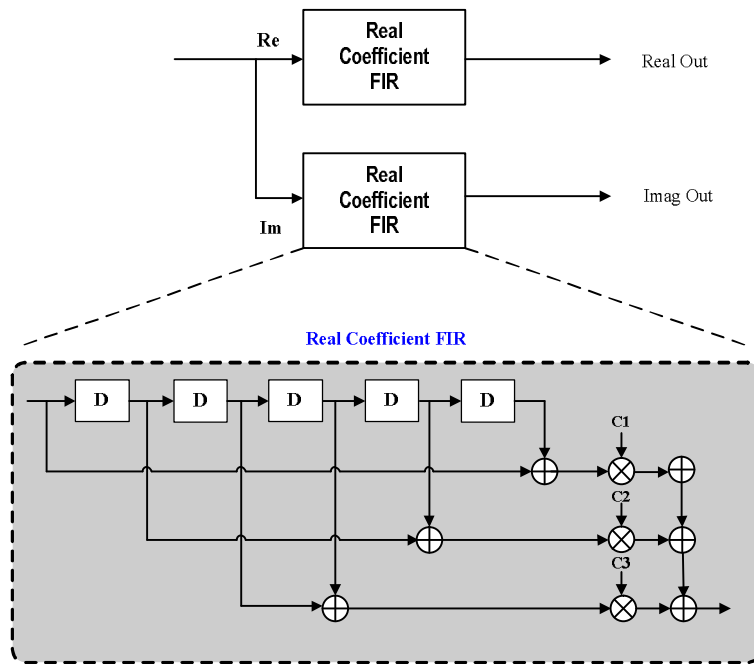 Re
Real
Coefficient
FIR
Real Out
Real
Coefficient
FIR
Imag Out
Im
Real Coefficient FIR
D D D D D
C1
C2
C3